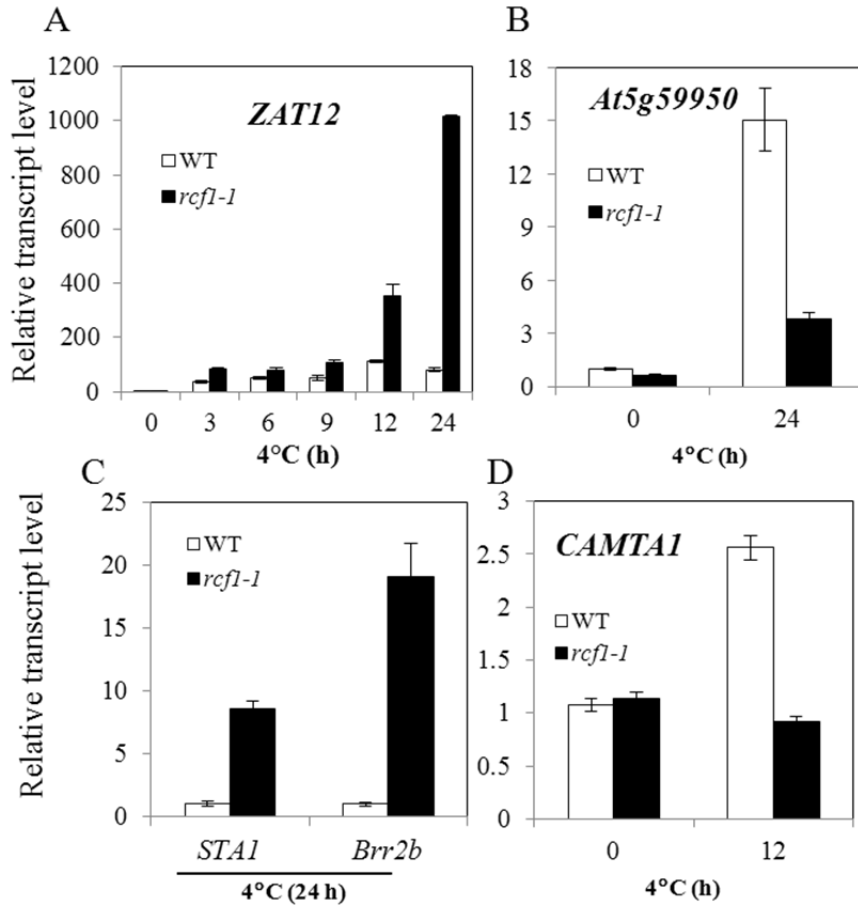 A
Relative transcript level
1200
1000
800
600
400
200
0
ZAT12
WT
rcf1-1
0 3 6 9 12 24
4°C (h)
B
18
15
12
9
6
3
0
At5g59950
WT
rcf1-1
0 24
4°C (h)
C
Relative transcript level
25
20
15
10
5
0
WT
rcf1-1
STA1 Brr2b
4°C (24 h)
D
3
2.5
2
1.5
1
0.5
0
CAMTA1
WT
rcf1-1
0 12
4°C (h)